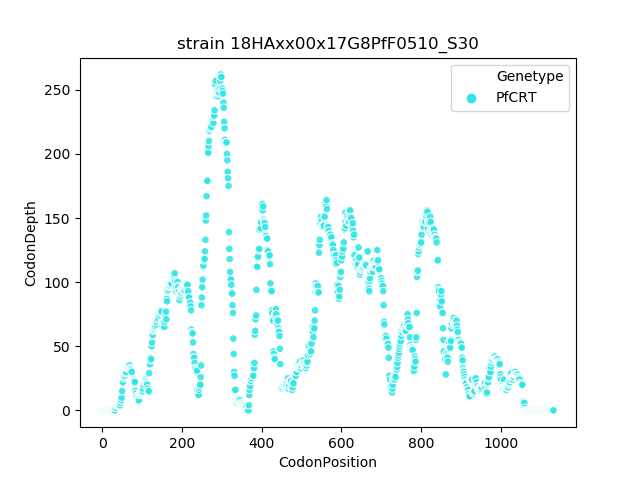 strain 18HAxx00x17G8PfF0510_S30
Genetype
PfCRT
CodonDepth
250
200
150
100
50
0
0 200 400 600 800 1000
CodonPosition